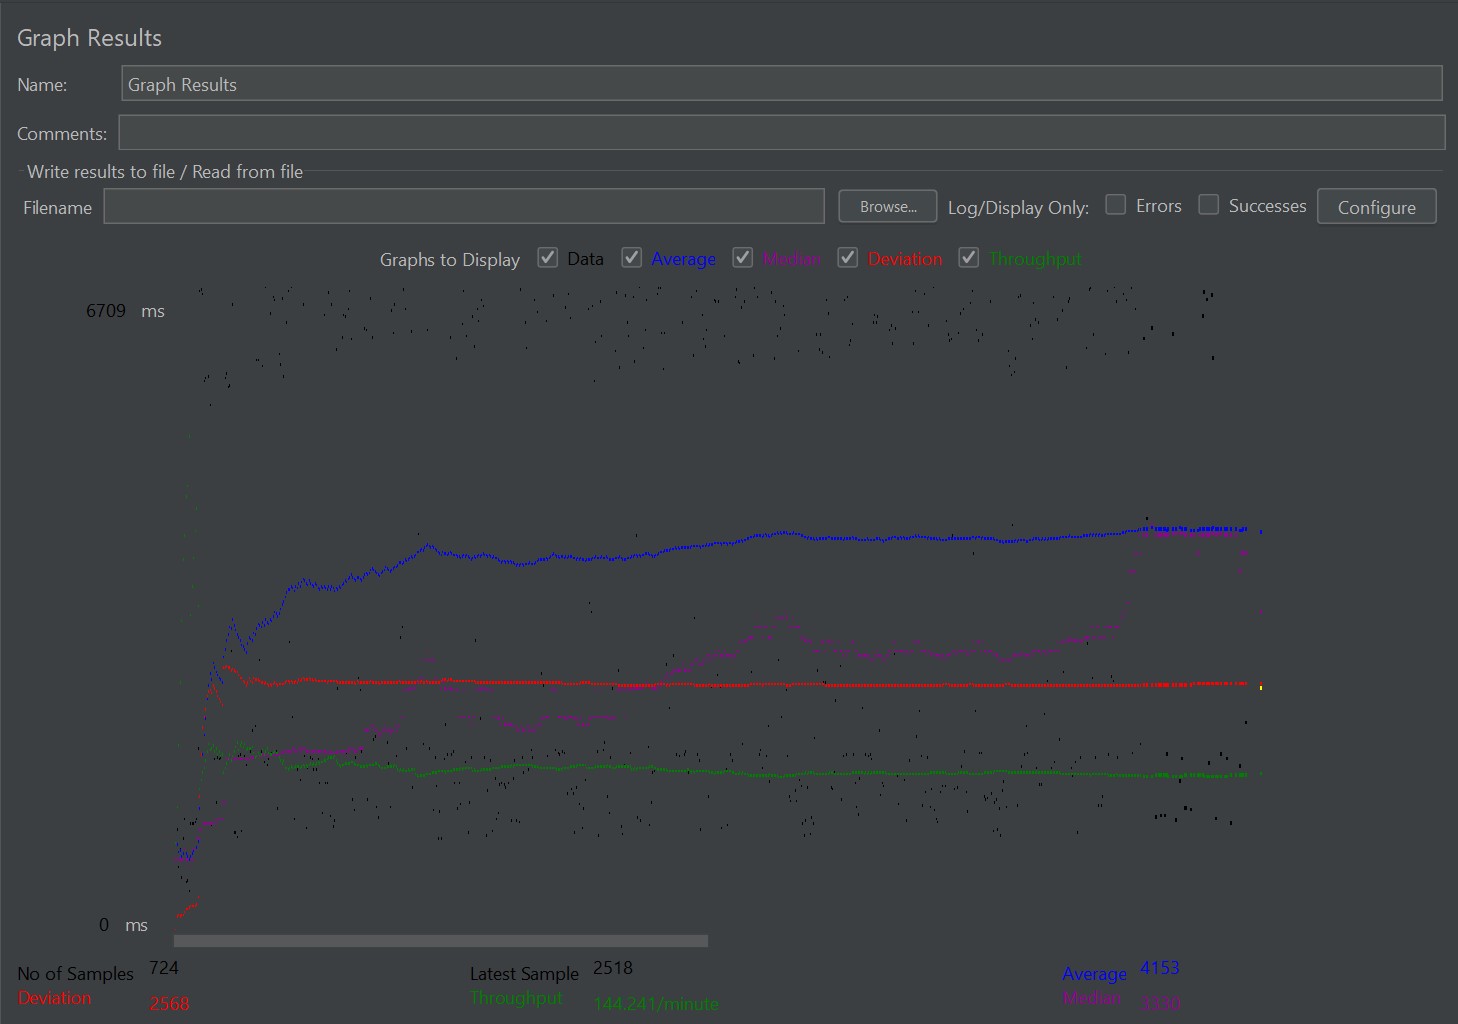 Graph Results
Name: Graph Results
Comments:
Write results to file / Read from file
Filename Browse... Log/Display Only: Errors Successes Configure
Graphs to Display Data Average Median Deviation Throughput
6709 ms
0 ms
No of Samples 724 Latest Sample 2518 Average 4153
Deviation 2568 Throughput 144.241/minute Median 3330